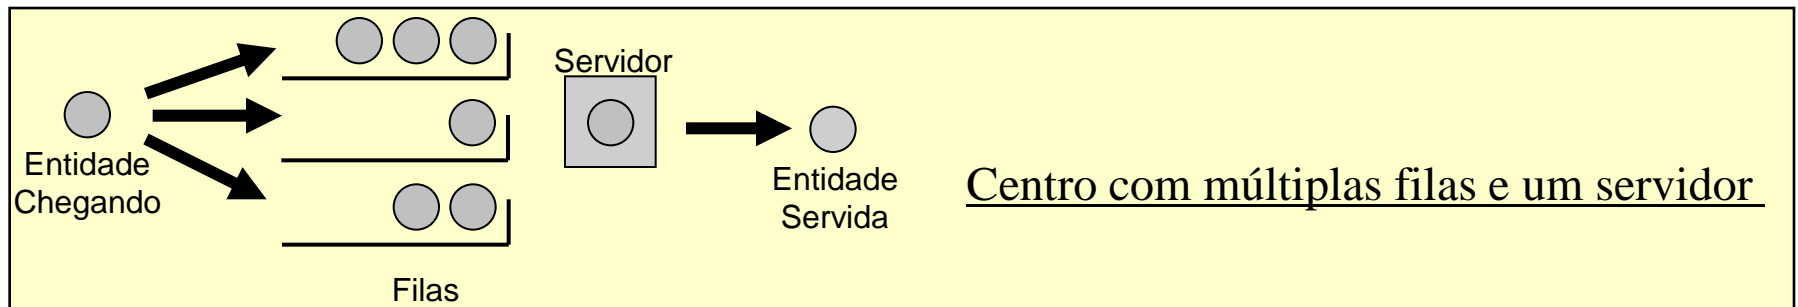 Servidor
Entidade
Chegando
Entidade
Servida
Centro com múltiplas filas e um servidor
Filas